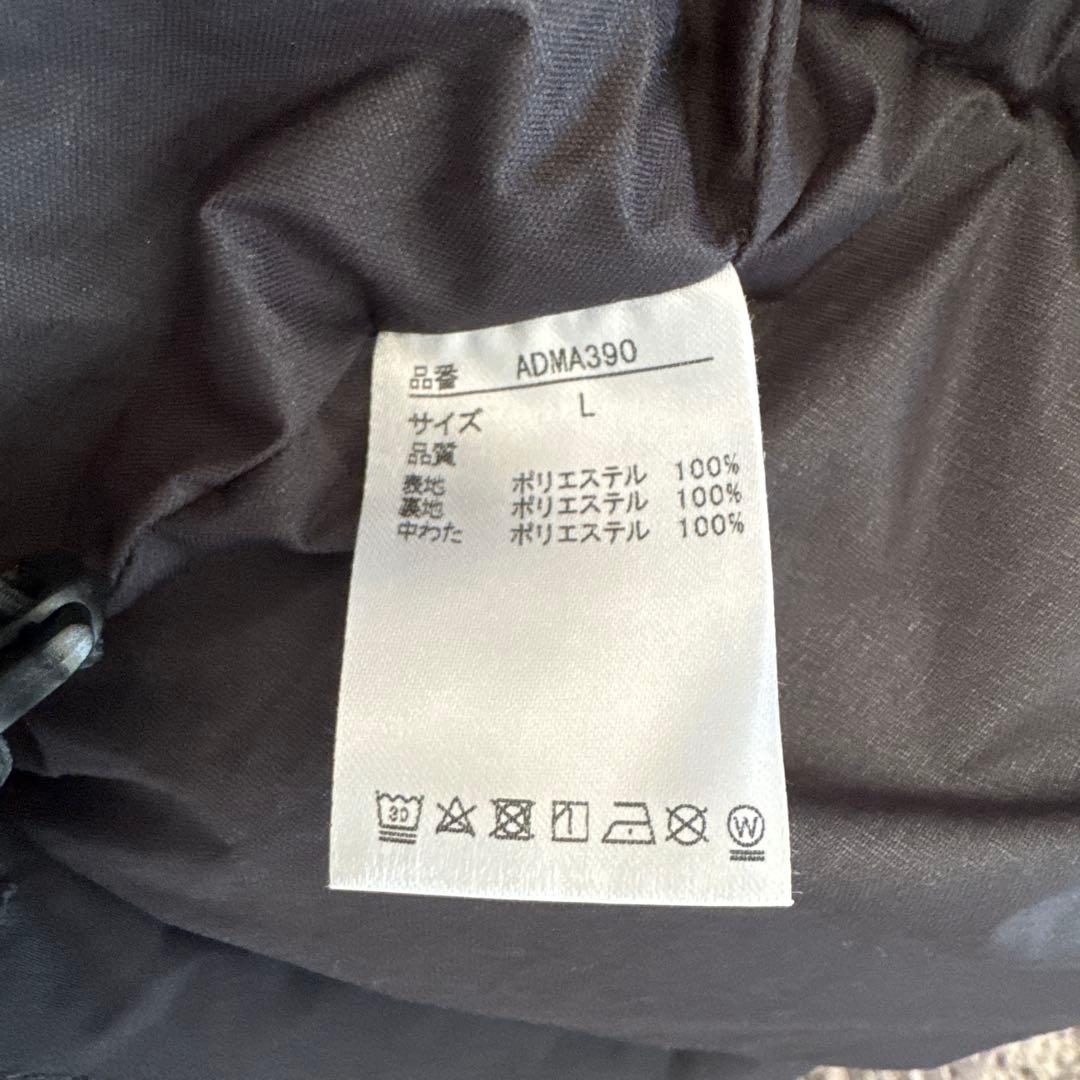 品番 ADMA390
サイズ L
品質
表地 ポリエステル 100%
裏地 ポリエステル 100%
中わた ポリエステル 100%
30
W